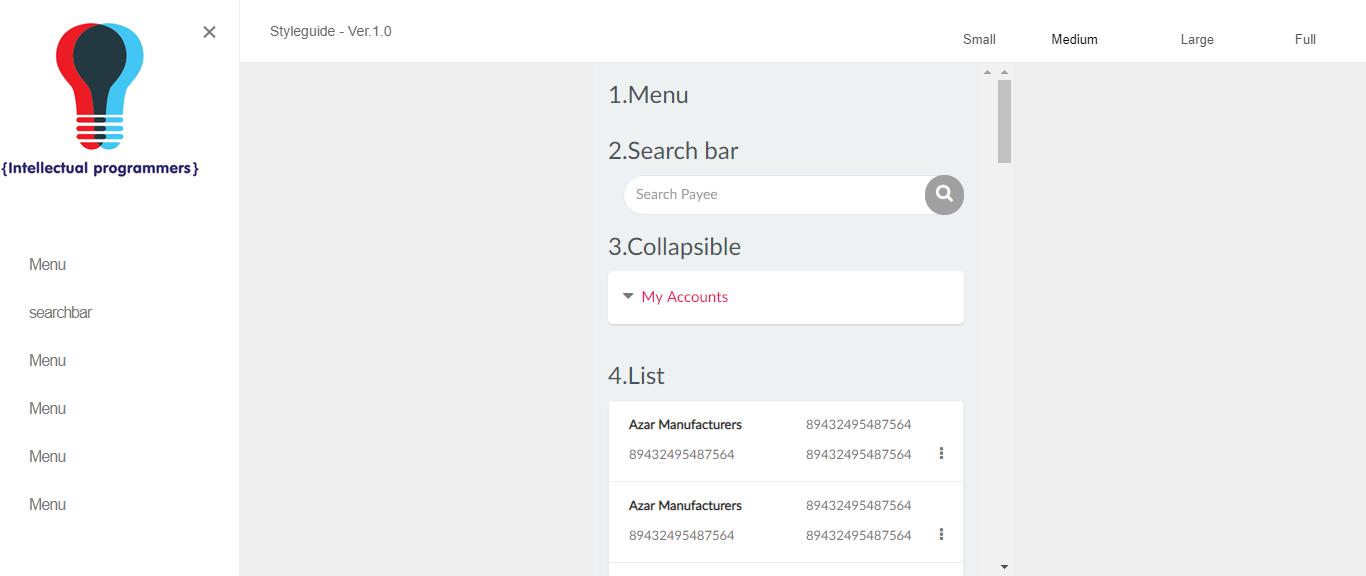 {Intellectual programmers}
Menu
searchbar
Menu
Menu
Menu
Menu
Styleguide - Ver.1.0
Small Medium Large Full
1.Menu
2.Search bar
Search Payee
3.Collapsible
My Accounts
4.List
Azar Manufacturers 89432495487564
89432495487564 89432495487564
Azar Manufacturers 89432495487564
89432495487564 89432495487564